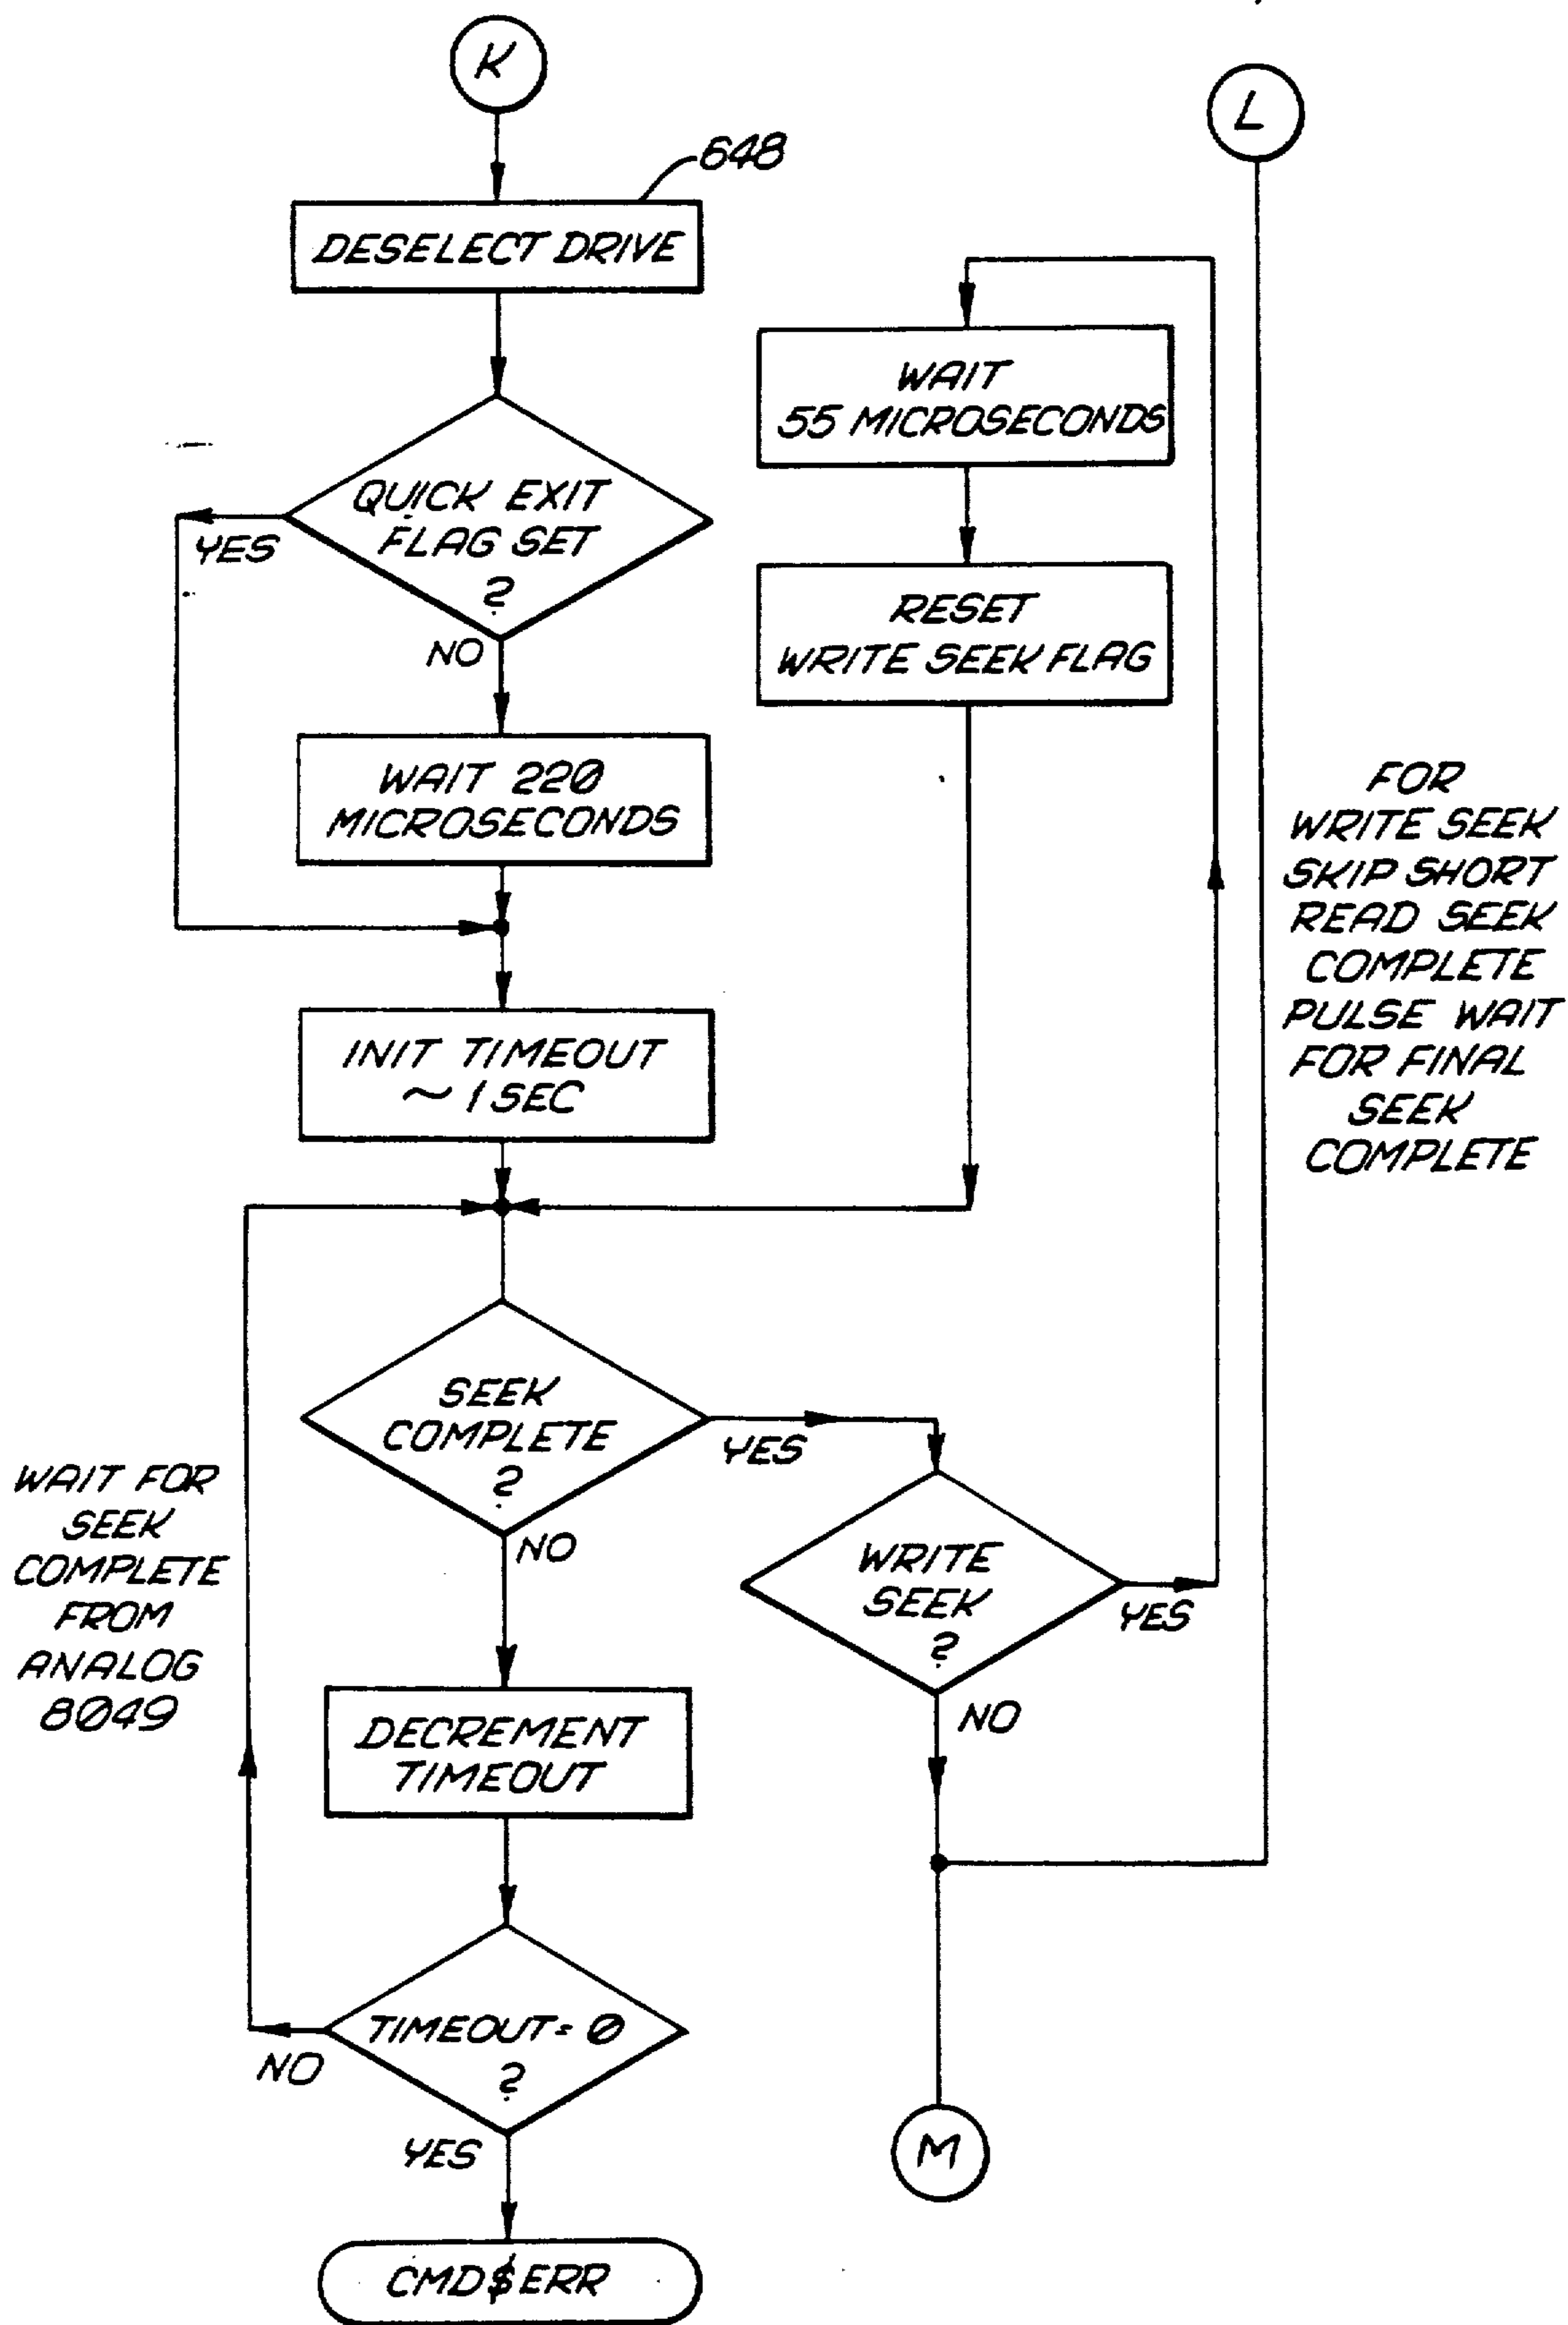 K
648
DESELECT DRIVE
QUICK EXIT
FLAG SET
?
YES
NO
WAIT 220
MICROSECONDS
INIT TIMEOUT
~ 1 SEC
SEEK
COMPLETE
?
YES
NO
WAIT FOR
SEEK
COMPLETE
FROM
ANALOG
8049
DECREMENT
TIMEOUT
TIMEOUT = 0
?
NO
YES
CMD$ERR
L
WAIT
55 MICROSECONDS
RESET
WRITE SEEK FLAG
FOR
WRITE SEEK
SKIP SHORT
READ SEEK
COMPLETE
PULSE WAIT
FOR FINAL
SEEK
COMPLETE
WRITE
SEEK
?
YES
NO
M